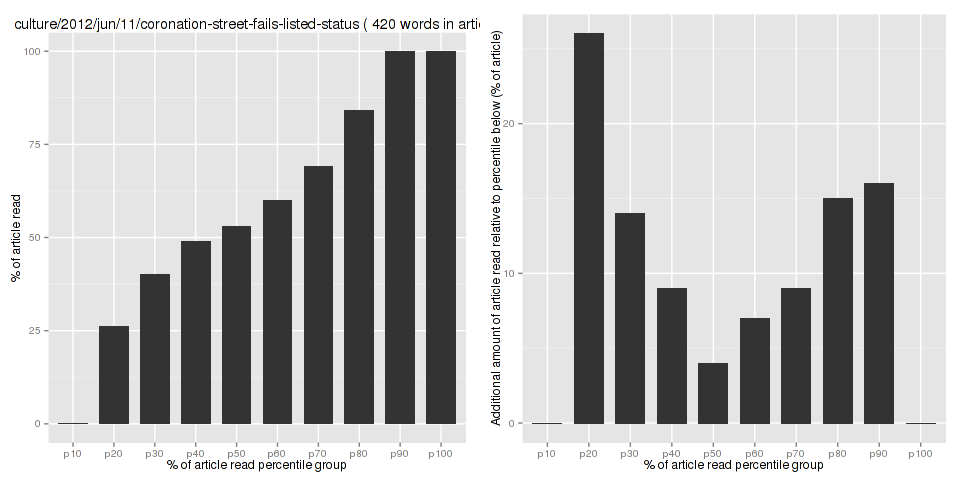 culture/2012/jun/11/coronation-street-fails-listed-status ( 420 words in arti
% of article read
100
75
50
25
0
p10 p20 p30 p40 p50 p60 p70 p80 p90 p100
% of article read percentile group
Additional amount of article read relative to percentile below (% of article)
20
10
0
p10 p20 p30 p40 p50 p60 p70 p80 p90 p100
% of article read percentile group